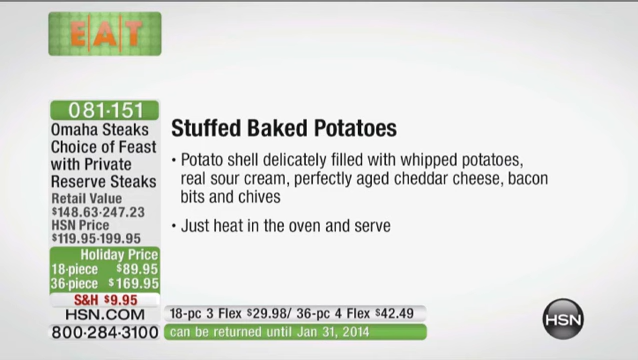 E|A|T
081-151
Omaha Steaks
Choice of Feast
with Private
Reserve Steaks
Retail Value
$148.63-247.23
HSN Price
$119.95-199.95
Holiday Price
18-piece $89.95
36-piece $169.95
S&H $9.95
HSN.COM
800-284-3100
Stuffed Baked Potatoes
• Potato shell delicately filled with whipped potatoes,
real sour cream, perfectly aged cheddar cheese, bacon
bits and chives
• Just heat in the oven and serve
18-pc 3 Flex $29.98/ 36-pc 4 Flex $42.49
can be returned until Jan 31, 2014
HSN